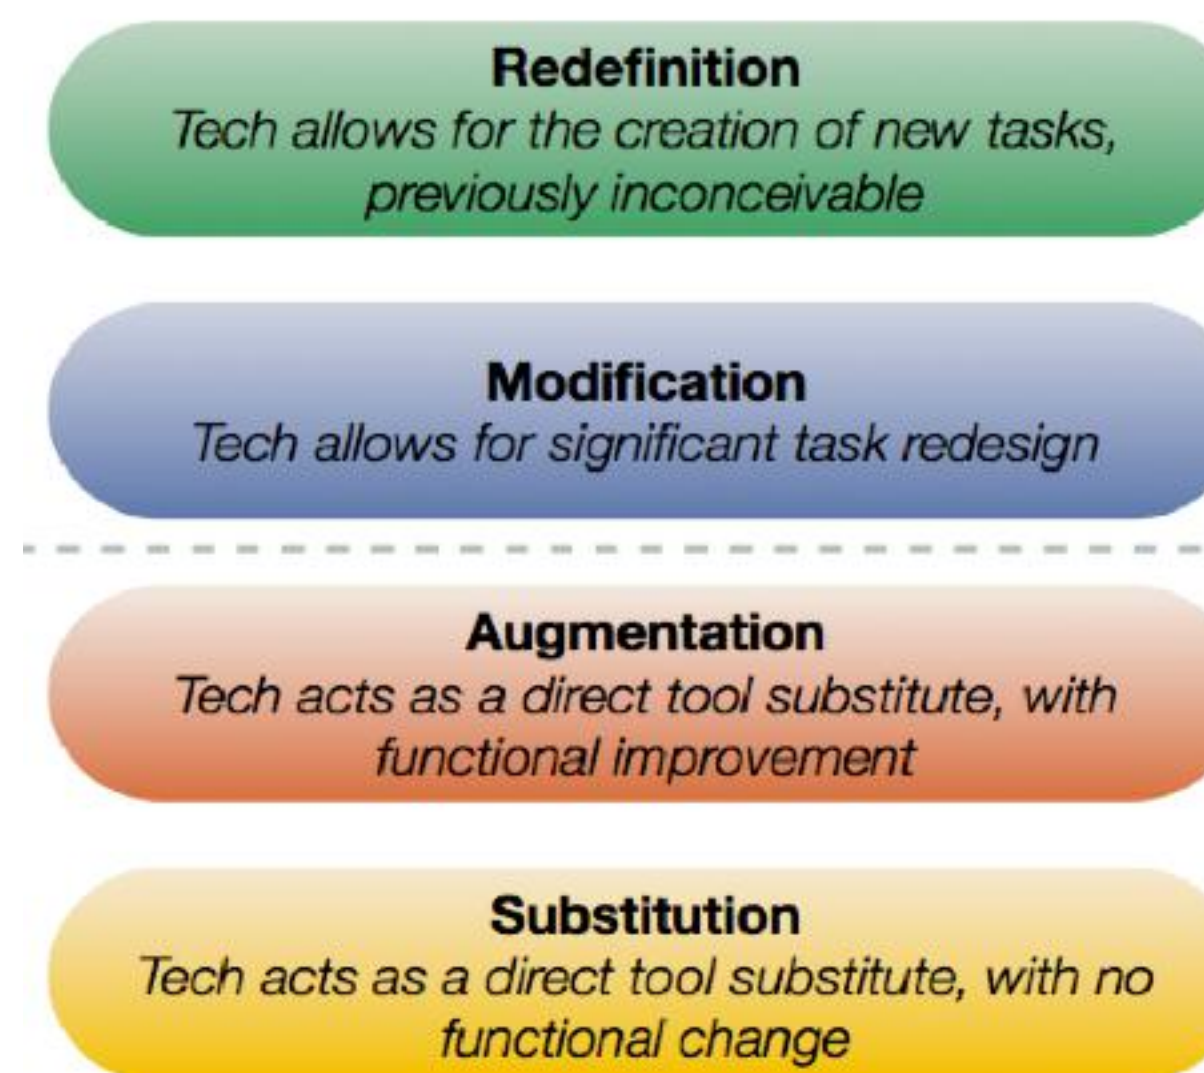 Redefinition
Tech allows for the creation of new tasks,
previously inconceivable
Modification
Tech allows for significant task redesign
Augmentation
Tech acts as a direct tool substitute, with
functional improvement
Substitution
Tech acts as a direct tool substitute, with no
functional change